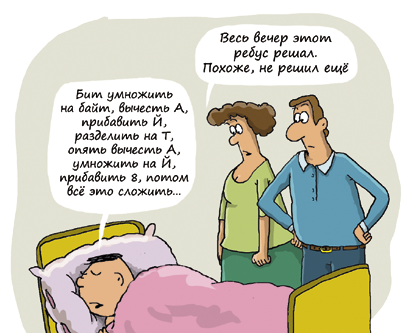 Весь вечер этот
ребус решал.
Похоже, не решил ещё
Бит умножить
на байт, вычесть А,
прибавить Й,
разделить на Т,
опять вычесть А,
умножить на Й,
прибавить 8, потом
всё это сложить...